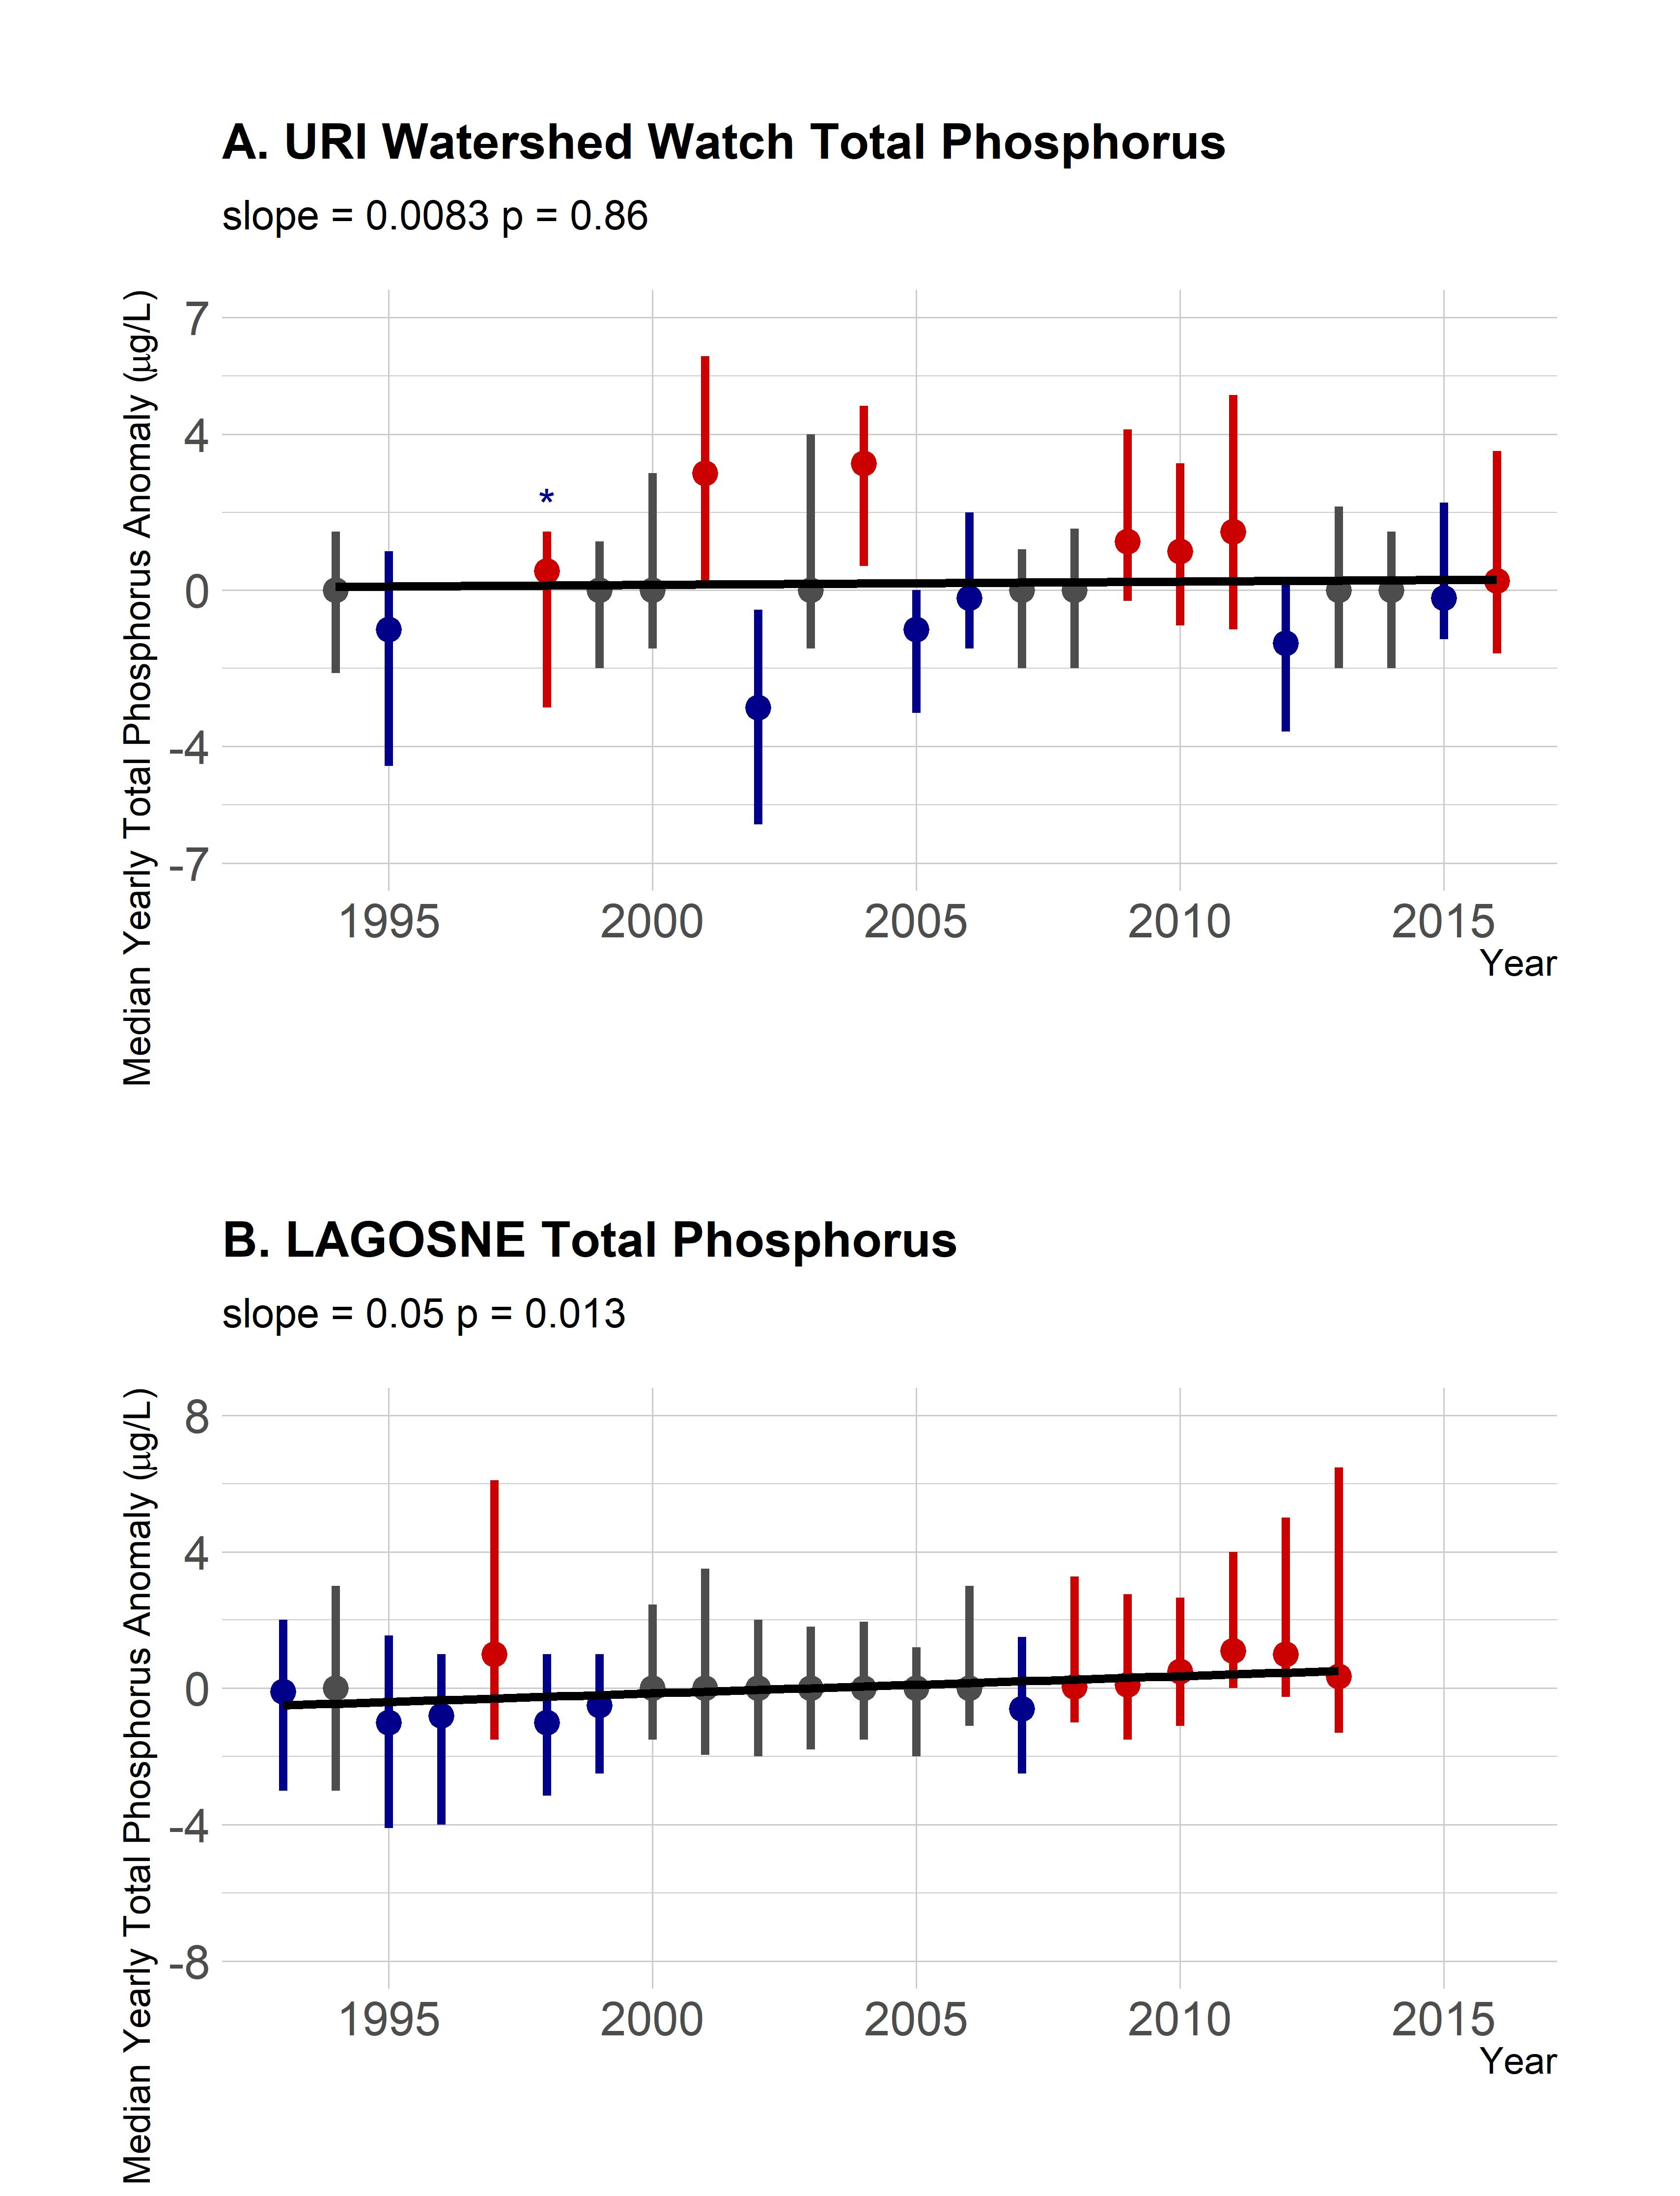 A. URI Watershed Watch Total Phosphorus
slope = 0.0083 p = 0.86
Median Yearly Total Phosphorus Anomaly (μg/L)
7
4
0
-4
-7
*
1995 2000 2005 2010 2015
Year
B. LAGOSNE Total Phosphorus
slope = 0.05 p = 0.013
Median Yearly Total Phosphorus Anomaly (μg/L)
8
4
0
-4
-8
1995 2000 2005 2010 2015
Year